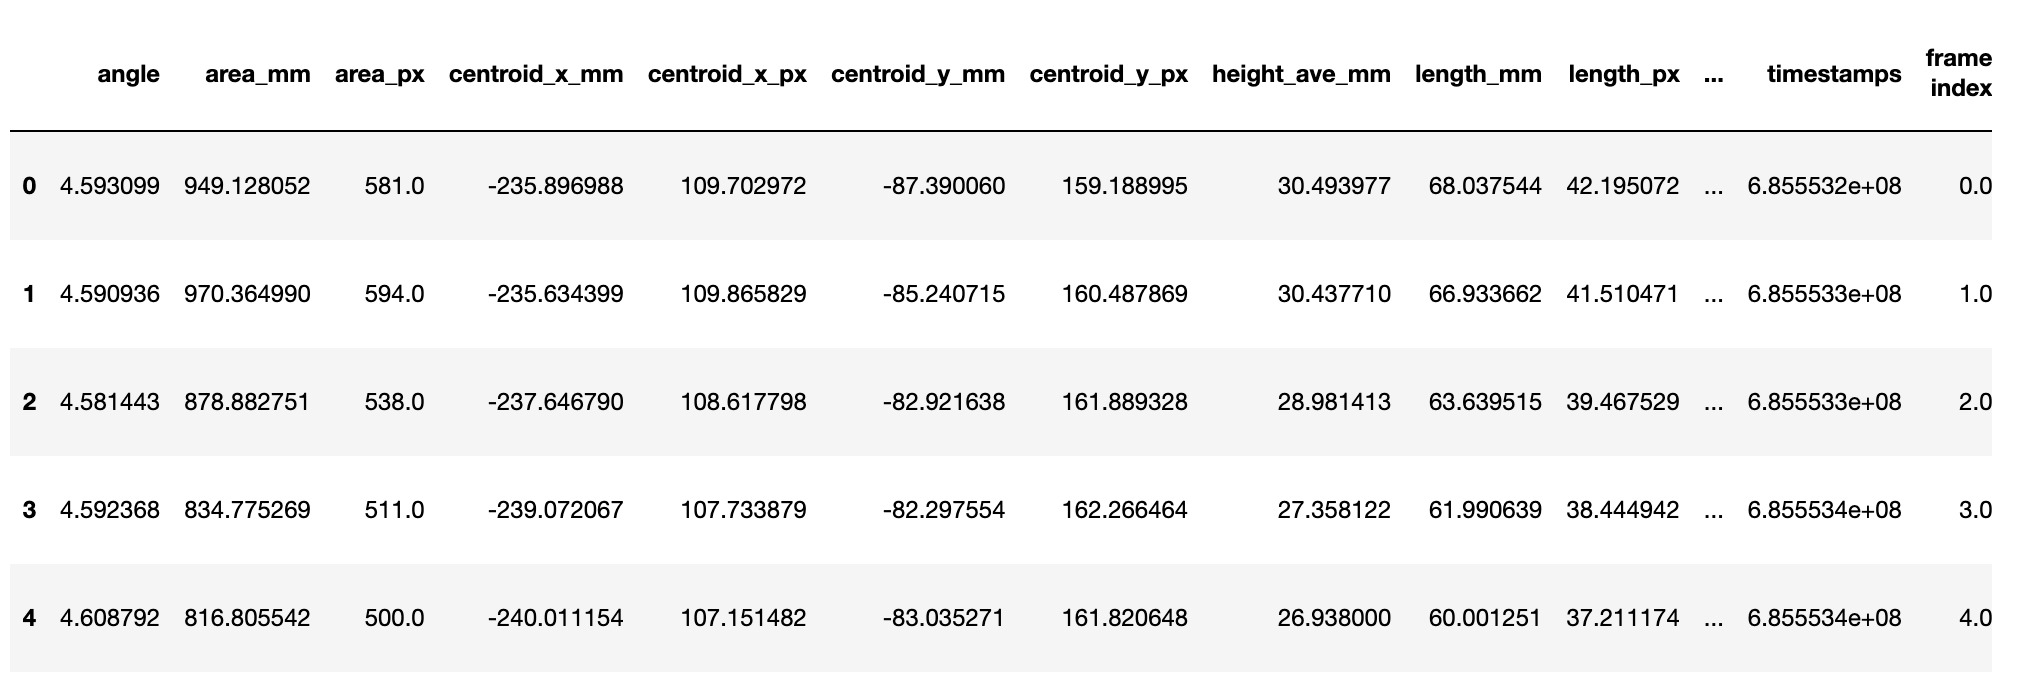 angle area_mm area_px centroid_x_mm centroid_x_px centroid_y_mm centroid_y_px height_ave_mm length_mm length_px ... timestamps frame index
0 4.593099 949.128052 581.0 -235.896988 109.702972 -87.390060 159.188995 30.493977 68.037544 42.195072 ... 6.855532e+08 0.0
1 4.590936 970.364990 594.0 -235.634399 109.865829 -85.240715 160.487869 30.437710 66.933662 41.510471 ... 6.855533e+08 1.0
2 4.581443 878.882751 538.0 -237.646790 108.617798 -82.921638 161.889328 28.981413 63.639515 39.467529 ... 6.855533e+08 2.0
3 4.592368 834.775269 511.0 -239.072067 107.733879 -82.297554 162.266464 27.358122 61.990639 38.444942 ... 6.855534e+08 3.0
4 4.608792 816.805542 500.0 -240.011154 107.151482 -83.035271 161.820648 26.938000 60.001251 37.211174 ... 6.855534e+08 4.0